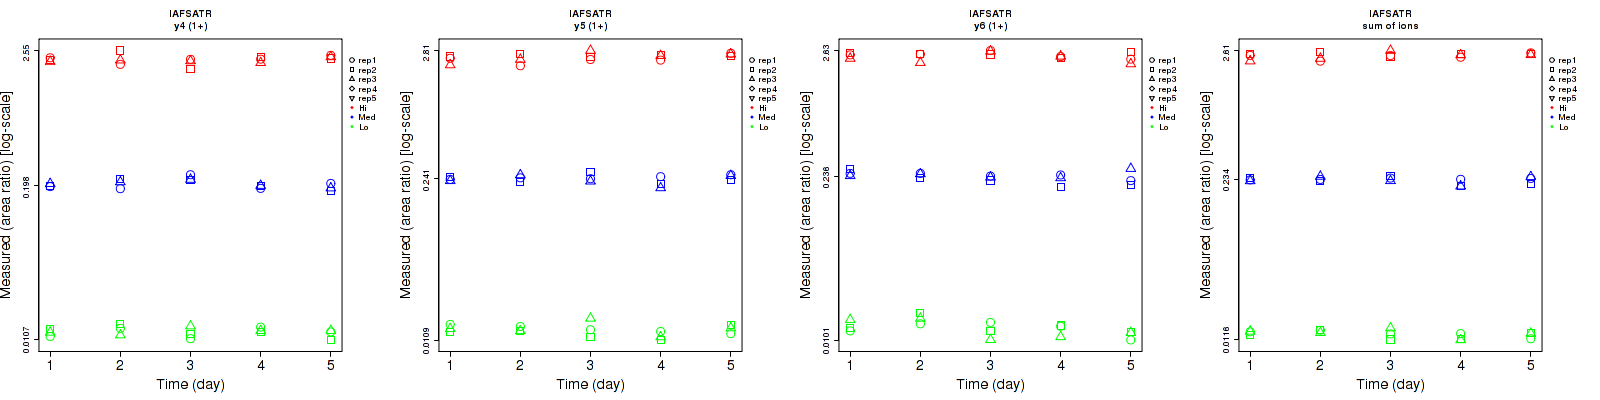 IAFSATR
y4 (1+)
Measured (area ratio) [log-scale]
2.55
0.198
0.0107
1 2 3 4 5
Time (day)
rep1
rep2
rep3
rep4
rep5
Hi
Med
Lo
IAFSATR
y5 (1+)
Measured (area ratio) [log-scale]
2.81
0.241
0.0109
1 2 3 4 5
Time (day)
rep1
rep2
rep3
rep4
rep5
Hi
Med
Lo
IAFSATR
y6 (1+)
Measured (area ratio) [log-scale]
2.63
0.236
0.0101
1 2 3 4 5
Time (day)
rep1
rep2
rep3
rep4
rep5
Hi
Med
Lo
IAFSATR
sum of ions
Measured (area ratio) [log-scale]
2.61
0.234
0.0116
1 2 3 4 5
Time (day)
rep1
rep2
rep3
rep4
rep5
Hi
Med
Lo